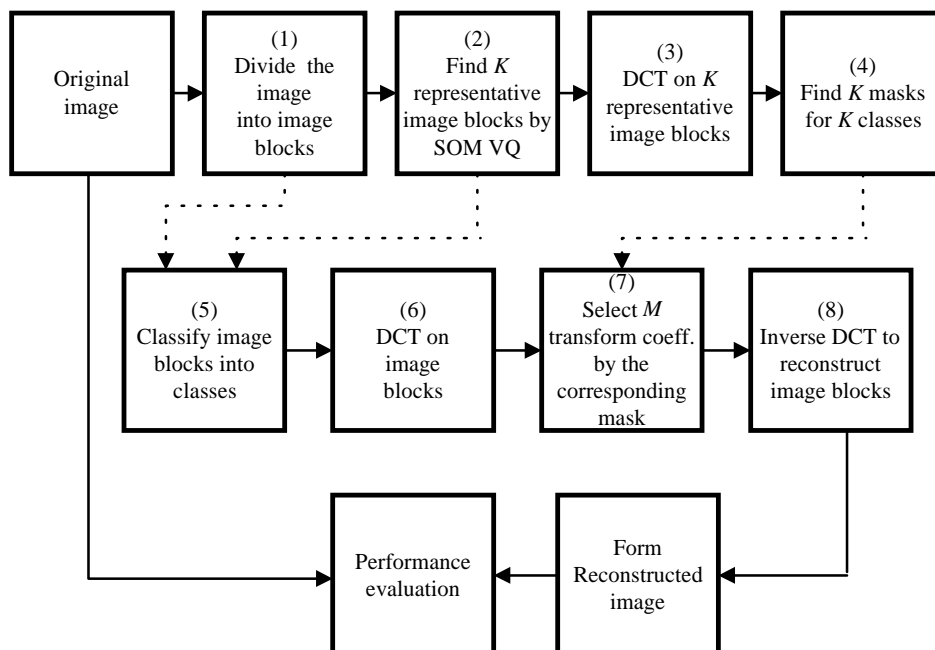 Original
image
(1)
Divide the
image
into image
blocks
(2)
Find K
representative
image blocks by
SOM VQ
(3)
DCT on K
representative
image blocks
(4)
Find K masks
for K classes
(5)
Classify image
blocks into
classes
(6)
DCT on
image
blocks
(7)
Select M
transform coeff.
by the
corresponding
mask
(8)
Inverse DCT to
reconstruct
image blocks
Performance
evaluation
Form
Reconstructed
image